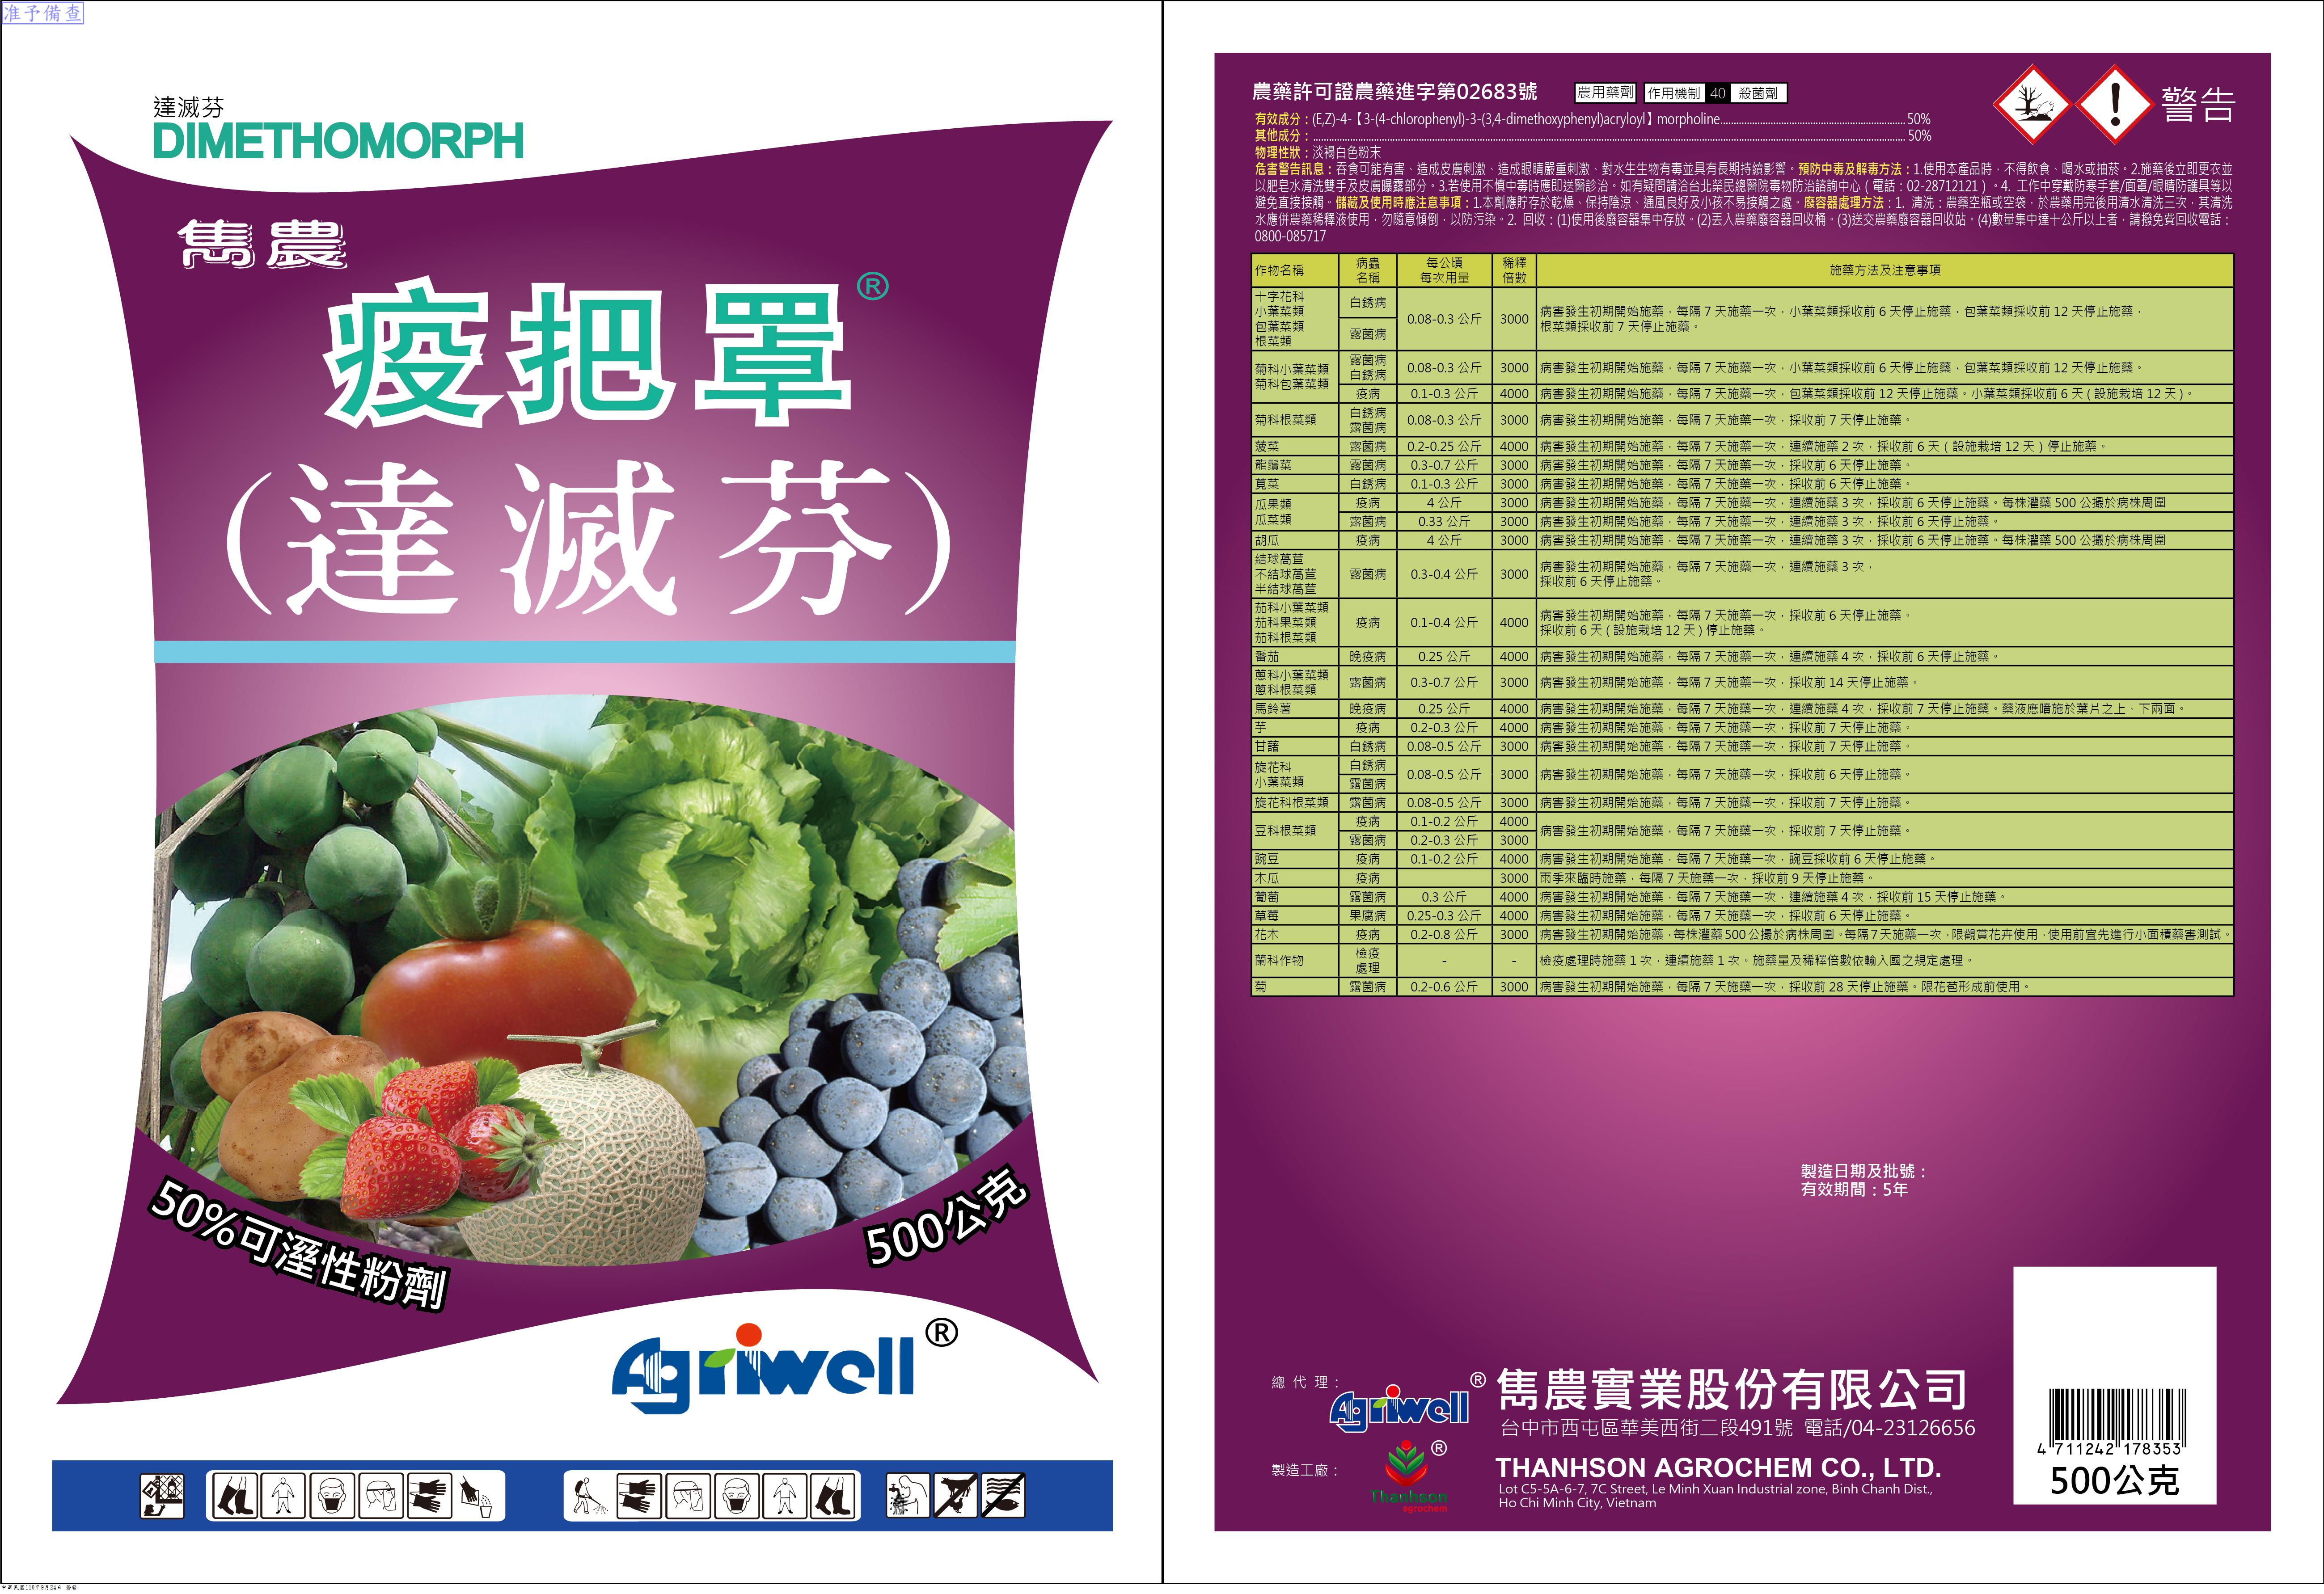 准予備查
達滅芬
DIMETHOMORPH
雋農
疫把罩®
(達滅芬)
50%可溼性粉劑
500公克
Agriwell®
中華民國110年9月24日
農藥許可證農藥進字第02683號 農用藥劑 作用機制 40 殺菌劑
警告
有效成分：(E,Z)-4-【3-(4-chlorophenyl)-3-(3,4-dimethoxyphenyl)acryloyl】morpholine 50%
其他成分： 50%
物理性狀：淡褐白色粉末
危害警告訊息：吞食可能有害、造成皮膚刺激、造成眼睛嚴重刺激、對水生生物有毒並具有長期持續影響。預防中毒及解毒方法：1.使用本產品時，不得飲食、喝水或抽菸。2.施藥後立即更衣並
以肥皂水清洗雙手及皮膚曝露部分。3.若使用不慎中毒時應即送醫診治。如有疑問請洽台北榮民總醫院毒物防治諮詢中心（電話：02-28712121）。4. 工作中穿戴防寒手套/面罩/眼睛防護具等以
避免直接接觸。儲藏及使用時應注意事項：1.本劑應貯存於乾燥、保持陰涼、通風良好及小孩不易接觸之處。廢容器處理方法：1. 清洗：農藥空瓶或空袋，於農藥用完後用清水清洗三次，其清洗
水應併農藥稀釋液使用，勿隨意傾倒，以防污染。2. 回收：(1)使用後廢容器集中存放。(2)丟入農藥廢容器回收桶。(3)送交農藥廢容器回收站。(4)數量集中達十公斤以上者，請撥免費回收電話：
0800-085717
作物名稱 病蟲名稱 每公頃每次用量 稀釋倍數 施藥方法及注意事項
十字花科小葉菜類包葉菜類根菜類 白銹病 露菌病 0.08-0.3 公斤 3000 病害發生初期開始施藥，每隔 7 天施藥一次，小葉菜類採收前 6 天停止施藥，包葉菜類採收前 12 天停止施藥，
根菜類採收前 7 天停止施藥。
菊科小葉菜類菊科包葉菜類 露菌病白銹病 0.08-0.3 公斤 3000 病害發生初期開始施藥，每隔 7 天施藥一次，小葉菜類採收前 6 天停止施藥，包葉菜類採收前 12 天停止施藥。
疫病 0.1-0.3 公斤 4000 病害發生初期開始施藥，每隔 7 天施藥一次，包葉菜類採收前 12 天停止施藥。小葉菜類採收前 6 天 ( 設施栽培 12 天 )。
菊科根菜類 白銹病露菌病 0.08-0.3 公斤 3000 病害發生初期開始施藥，每隔 7 天施藥一次，採收前 7 天停止施藥。
菠菜 露菌病 0.2-0.25 公斤 4000 病害發生初期開始施藥，每隔 7 天施藥一次，連續施藥 2 次，採收前 6 天 ( 設施栽培 12 天 ) 停止施藥。
龍鬚菜 露菌病 0.3-0.7 公斤 3000 病害發生初期開始施藥，每隔 7 天施藥一次，採收前 6 天停止施藥。
莧菜 白銹病 0.1-0.3 公斤 3000 病害發生初期開始施藥，每隔 7 天施藥一次，採收前 6 天停止施藥。
瓜果類瓜菜類 疫病 4 公斤 3000 病害發生初期開始施藥，每隔 7 天施藥一次，連續施藥 3 次，採收前 6 天停止施藥。每株灌藥 500 公撮於病株周圍
露菌病 0.33 公斤 3000 病害發生初期開始施藥，每隔 7 天施藥一次，連續施藥 3 次，採收前 6 天停止施藥。
胡瓜 疫病 4 公斤 3000 病害發生初期開始施藥，每隔 7 天施藥一次，連續施藥 3 次，採收前 6 天停止施藥。每株灌藥 500 公撮於病株周圍
結球萵苣不結球萵苣半結球萵苣 露菌病 0.3-0.4 公斤 3000 病害發生初期開始施藥，每隔 7 天施藥一次，連續施藥 3 次，
採收前 6 天停止施藥。
茄科小葉菜類茄科果菜類茄科根菜類 疫病 0.1-0.4 公斤 4000 病害發生初期開始施藥，每隔 7 天施藥一次，採收前 6 天停止施藥。
採收前 6 天 ( 設施栽培 12 天 ) 停止施藥。
番茄 晚疫病 0.25 公斤 4000 病害發生初期開始施藥，每隔 7 天施藥一次，連續施藥 4 次，採收前 6 天停止施藥。
蔥科小葉菜類蔥科根菜類 露菌病 0.3-0.7 公斤 3000 病害發生初期開始施藥，每隔 7 天施藥一次，採收前 14 天停止施藥。
馬鈴薯 晚疫病 0.25 公斤 4000 病害發生初期開始施藥，每隔 7 天施藥一次，連續施藥 4 次，採收前 7 天停止施藥。藥液應噴施於葉片之上、下兩面。
芋 疫病 0.2-0.3 公斤 4000 病害發生初期開始施藥，每隔 7 天施藥一次，採收前 7 天停止施藥。
甘藷 白銹病 0.08-0.5 公斤 3000 病害發生初期開始施藥，每隔 7 天施藥一次，採收前 7 天停止施藥。
旋花科小葉菜類 白銹病 露菌病 0.08-0.5 公斤 3000 病害發生初期開始施藥，每隔 7 天施藥一次，採收前 6 天停止施藥。
旋花科根菜類 露菌病 0.08-0.5 公斤 3000 病害發生初期開始施藥，每隔 7 天施藥一次，採收前 7 天停止施藥。
豆科根菜類 疫病 0.1-0.2 公斤 4000 病害發生初期開始施藥，每隔 7 天施藥一次，採收前 7 天停止施藥。
露菌病 0.2-0.3 公斤 3000
豌豆 疫病 0.1-0.2 公斤 4000 病害發生初期開始施藥，每隔 7 天施藥一次，豌豆採收前 6 天停止施藥。
木瓜 疫病 3000 雨季來臨時施藥，每隔 7 天施藥一次，採收前 9 天停止施藥。
葡萄 露菌病 0.3 公斤 4000 病害發生初期開始施藥，每隔 7 天施藥一次，連續施藥 4 次，採收前 15 天停止施藥。
草莓 果腐病 0.25-0.3 公斤 4000 病害發生初期開始施藥，每隔 7 天施藥一次，採收前 6 天停止施藥。
花木 疫病 0.2-0.8 公斤 3000 病害發生初期開始施藥，每株灌藥500公撮於病株周圍。每隔7天施藥一次，限觀賞花卉使用，使用前宜先進行小面積藥害測試。
蘭科作物 檢疫處理 - - 檢疫處理時施藥 1 次，連續施藥 1 次。施藥量及稀釋倍數依輸入國之規定處理。
菊 露菌病 0.2-0.6 公斤 3000 病害發生初期開始施藥，每隔 7 天施藥一次，採收前 28 天停止施藥。限花苞形成前使用。
製造日期及批號：
有效期間：5年
總代理：
Agriwell® 雋農實業股份有限公司
台中市西屯區華美西街二段491號 電話/04-23126656
製造工廠：
Thanhson agrochem ®
THANHSON AGROCHEM CO., LTD.
Lot C5-5A-6-7, 7C Street, Le Minh Xuan Industrial zone, Binh Chanh Dist.,
Ho Chi Minh City, Vietnam
4 711242 178353
500公克